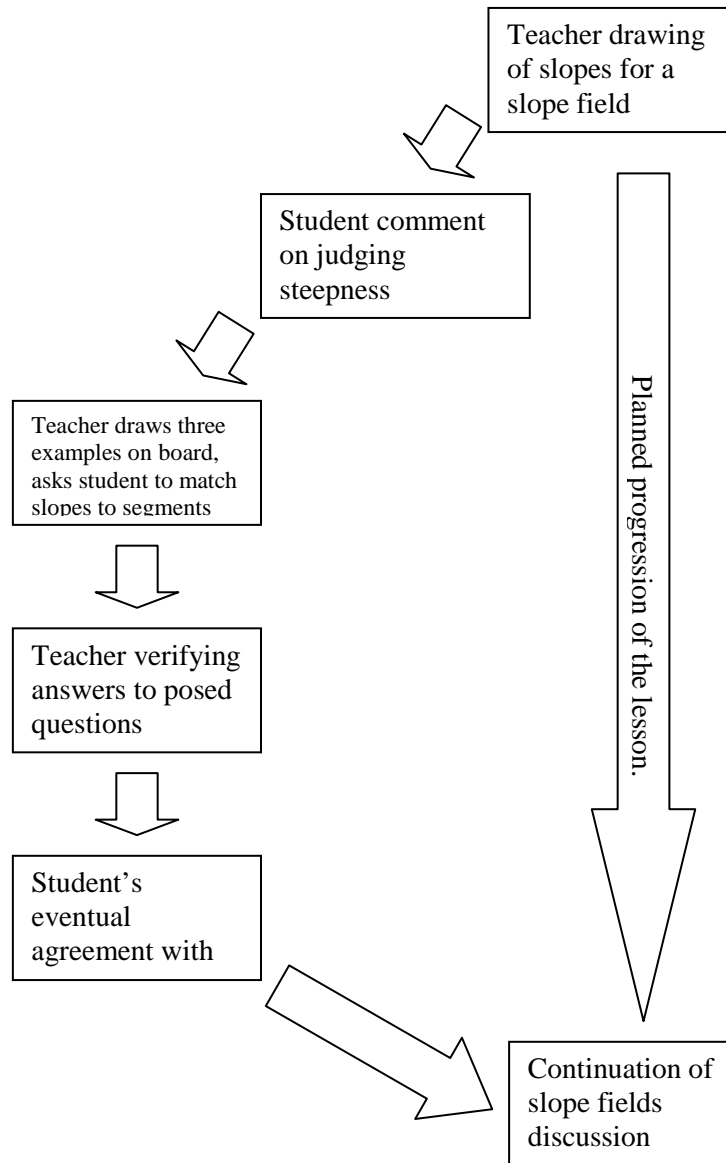 Teacher drawing
of slopes for a
slope field
Student comment
on judging
steepness
Teacher draws three
examples on board,
asks student to match
slopes to segments
Teacher verifying
answers to posed
questions
Student’s
eventual
agreement with
Planned progression of the lesson.
Continuation of
slope fields
discussion